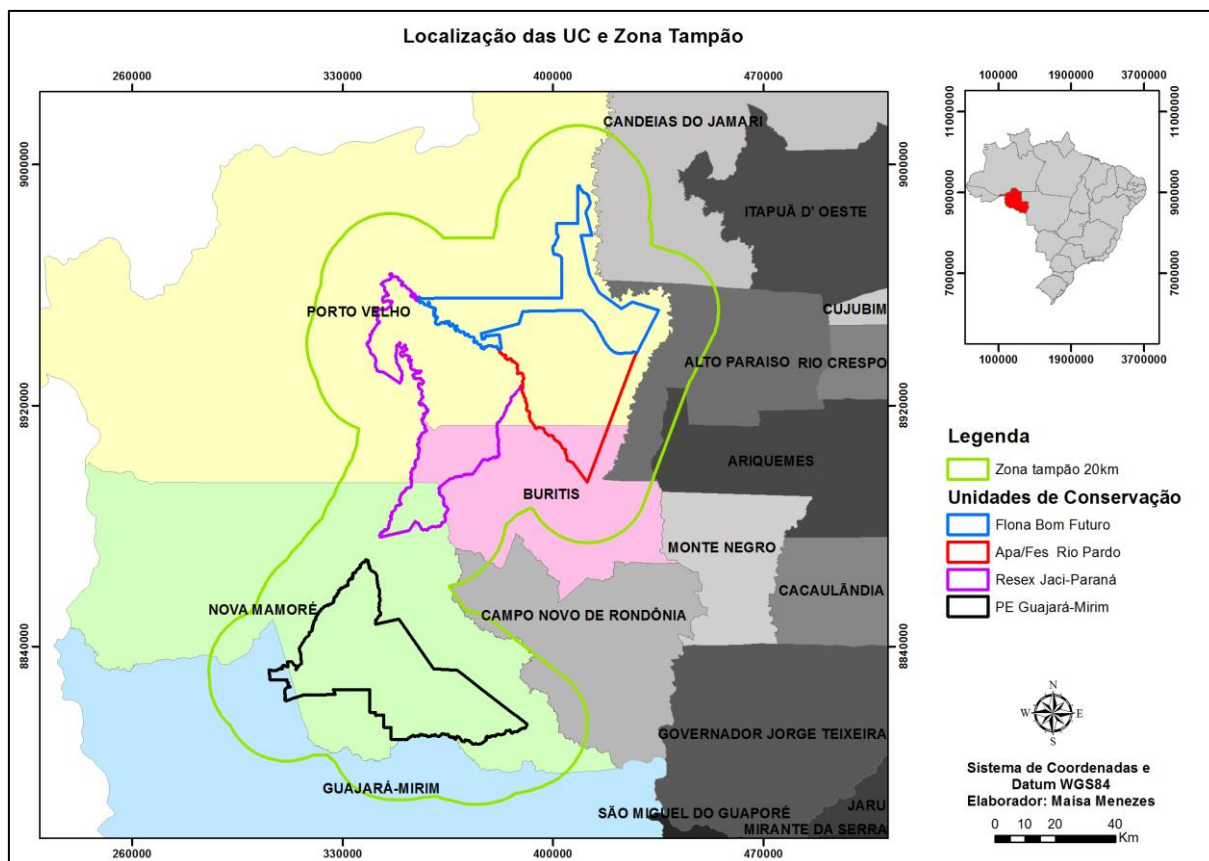 Localização das UC e Zona Tampão
260000 330000 400000 470000
100000 1900000 3700000
CANDEIAS DO JAMARI
9000000 9000000
11000000 11000000
ITAPUÃ D' OESTE
9000000 9000000
7000000 7000000
PORTO VELHO
CUJUBIM
100000 1900000 3700000
ALTO PARAISO RIO CRESPO
8920000 8920000
Legenda
ARIQUEMES
Zona tampão 20km
BURITIS
Unidades de Conservação
Flona Bom Futuro
MONTE NEGRO
Apa/Fes Rio Pardo
CACAULÂNDIA
Resex Jaci-Paraná
NOVA MAMORÉ
CAMPO NOVO DE RONDÔNIA
PE Guajará-Mirim
8840000 8840000
N
W E
S
GOVERNADOR JORGE TEIXEIRA
Sistema de Coordenadas e
Datum WGS84
Elaborador: Maísa Menezes
GUAJARÁ-MIRIM
JARU
SÃO MIGUEL DO GUAPORÉ
MIRANTE DA SERRA
0 10 20 40
Km
260000 330000 400000 470000